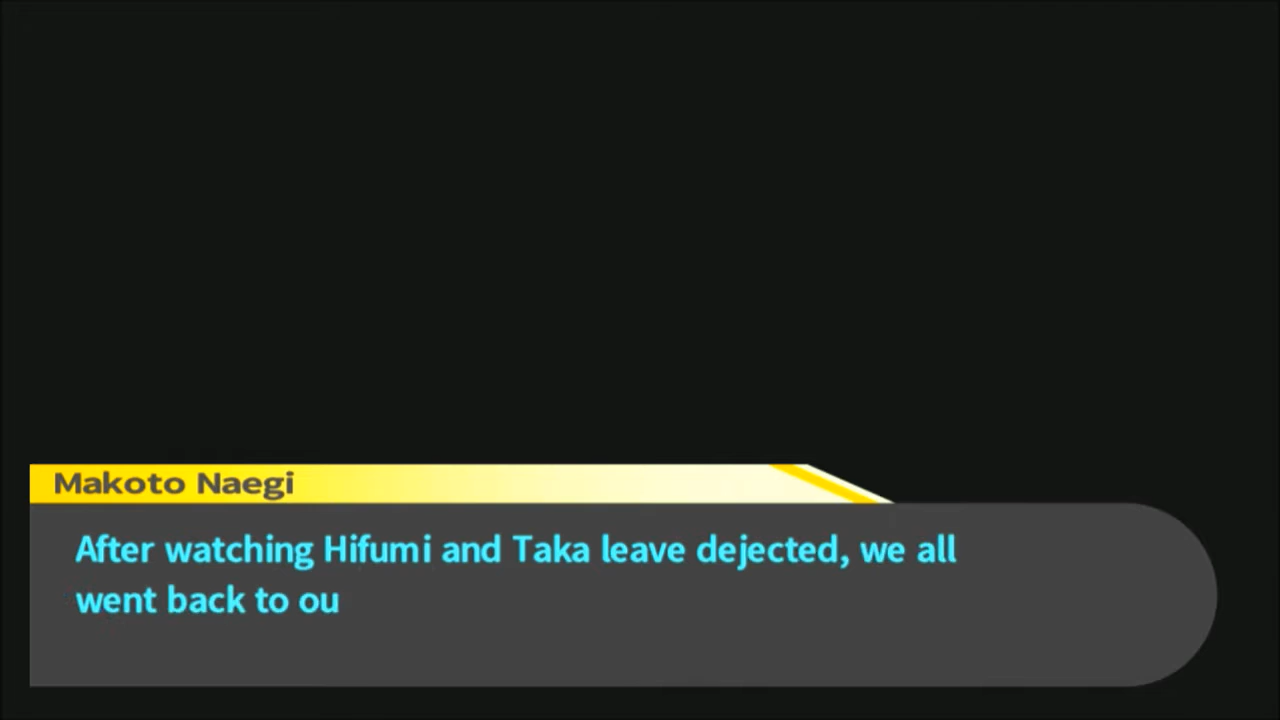 Makoto Naegi
After watching Hifumi and Taka leave dejected, we all
went back to ou